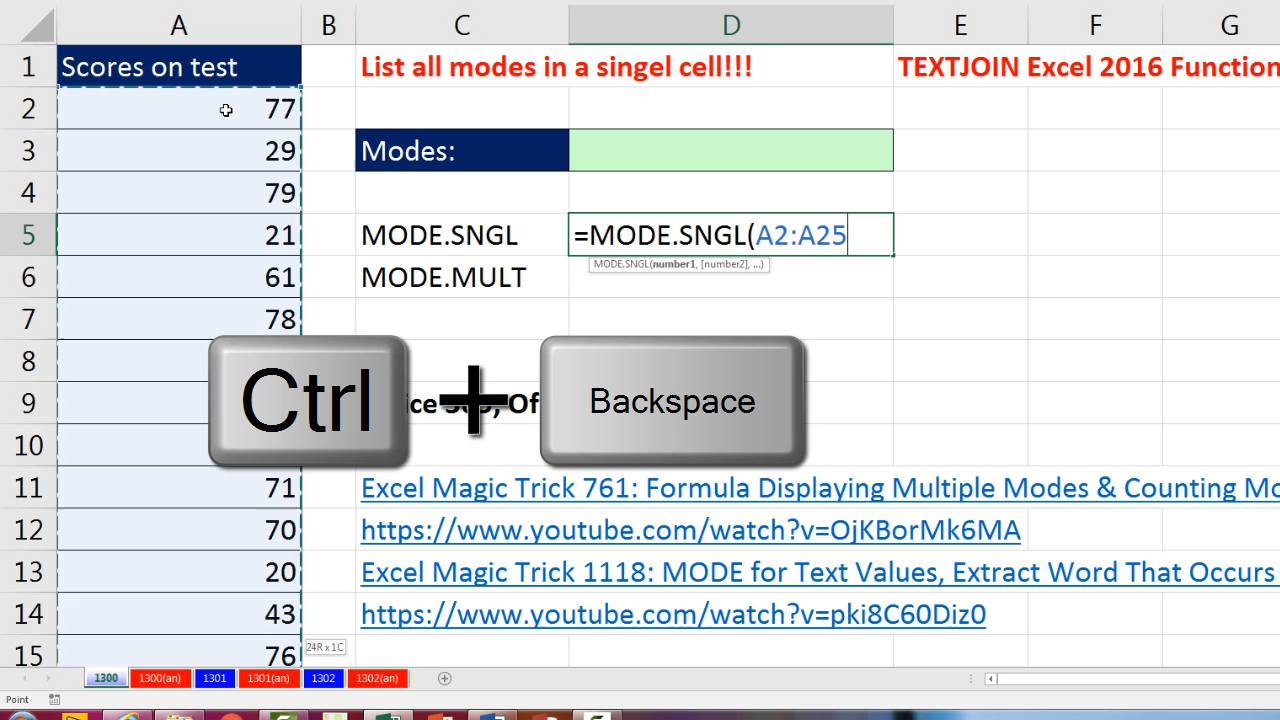 A B C D E F G
1 Scores on test List all modes in a singel cell!!! TEXTJOIN Excel 2016 Function
2 77
3 29 Modes:
4 79
5 21 MODE.SNGL =MODE.SNGL(A2:A25
MODE.SNGL(number1, [number2], ...)
6 61 MODE.MULT
7 78
8
Ctrl + Backspace
9
10
11 71 Excel Magic Trick 761: Formula Displaying Multiple Modes & Counting Mo
12 70 https://www.youtube.com/watch?v=OjKBorMk6MA
13 20 Excel Magic Trick 1118: MODE for Text Values, Extract Word That Occurs
14 43 https://www.youtube.com/watch?v=pki8C60Diz0
15 76 24R x 1C
1300 1300(an) 1301 1301(an) 1302 1302(an)
Point